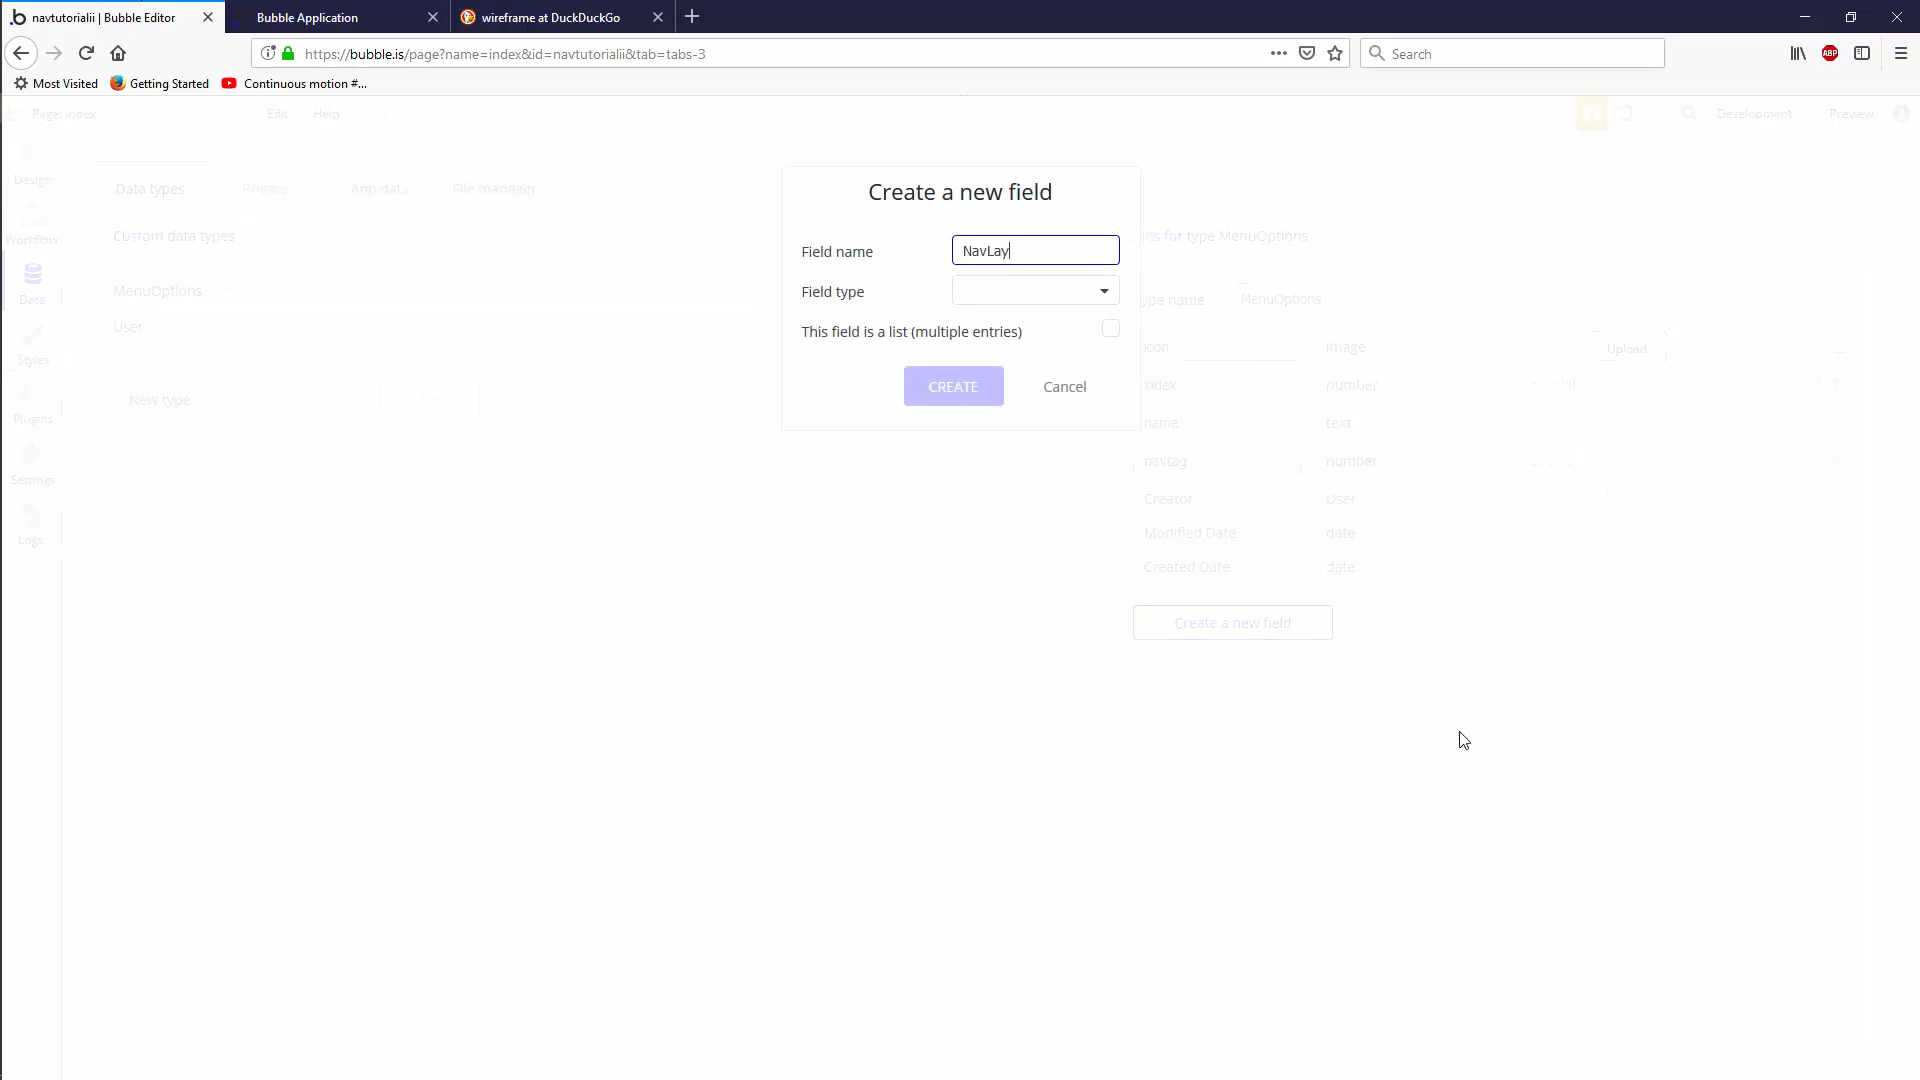 navtutorialii | Bubble Editor
Bubble Application
wireframe at DuckDuckGo
https://bubble.is/page?name=index&id=navtutorialii&tab=tabs-3
Search
Most Visited
Getting Started
Continuous motion #...
Page: index
Edit
Help
Development
Preview
Design
Workflow
Data
Styles
Plugins
Settings
Logs
Data types
Privacy
App data
File manager
Custom data types
MenuOptions
User
New type
Create a new field
Field name
NavLay
Field type
This field is a list (multiple entries)
CREATE
Cancel
for type MenuOptions
name
MenuOptions
icon
image
Upload
index
number
name
text
navtag
number
Creator
User
Modified Date
date
Created Date
date
Create a new field
ABP